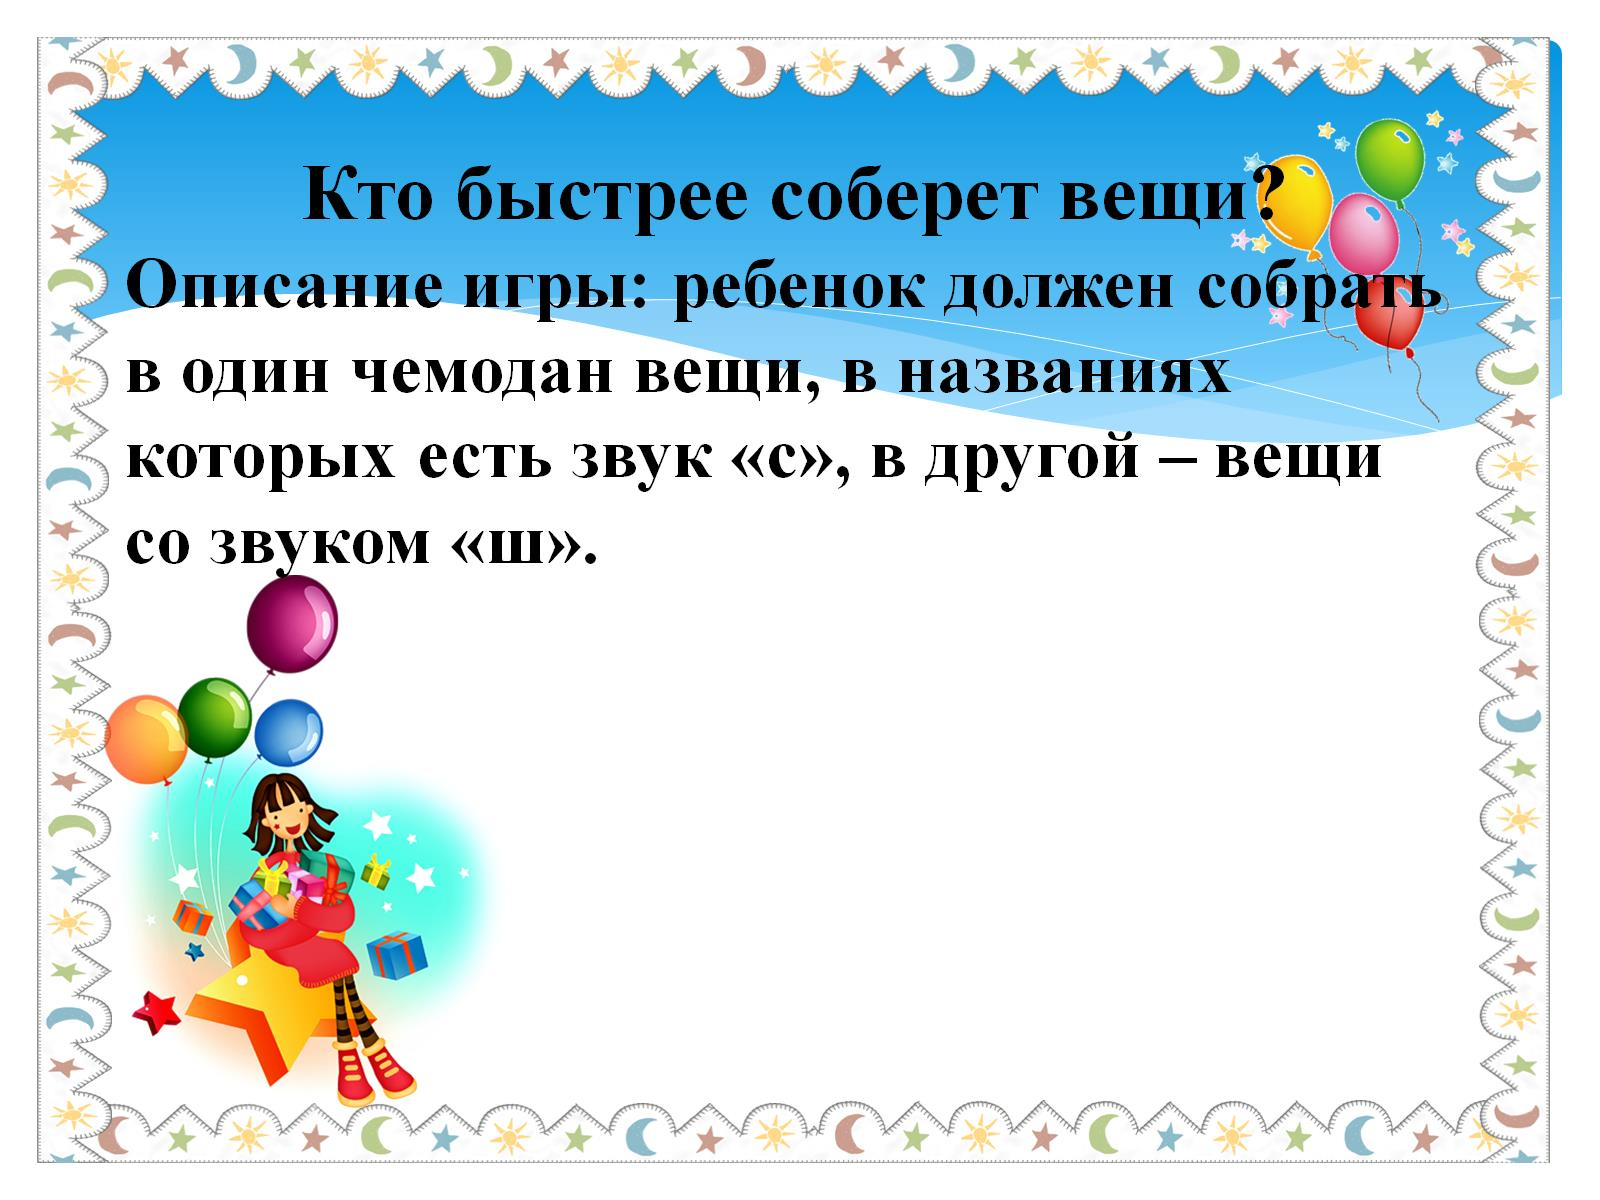 Кто быстрее соберет вещи?
Описание игры: ребенок должен собрать
в один чемодан вещи, в названиях
которых есть звук «с», в другой – вещи
со звуком «ш».